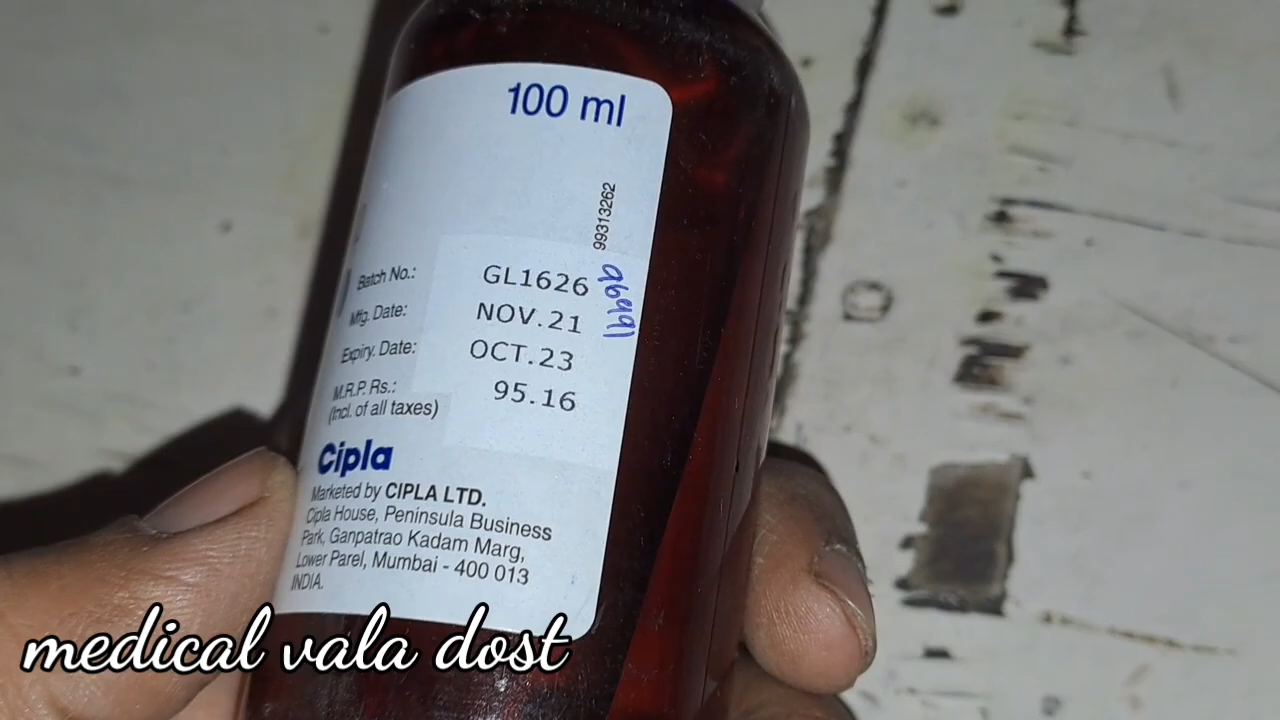 100 ml
99313262
Batch No.: GL1626
Mfg. Date: NOV.21
Expiry. Date: OCT.23
M.R.P. Rs.: 95.16
(Incl. of all taxes)
Cipla
Marketed by CIPLA LTD.
Cipla House, Peninsula Business
Park, Ganpatrao Kadam Marg,
Lower Parel, Mumbai - 400 013
INDIA.
medical vala dost